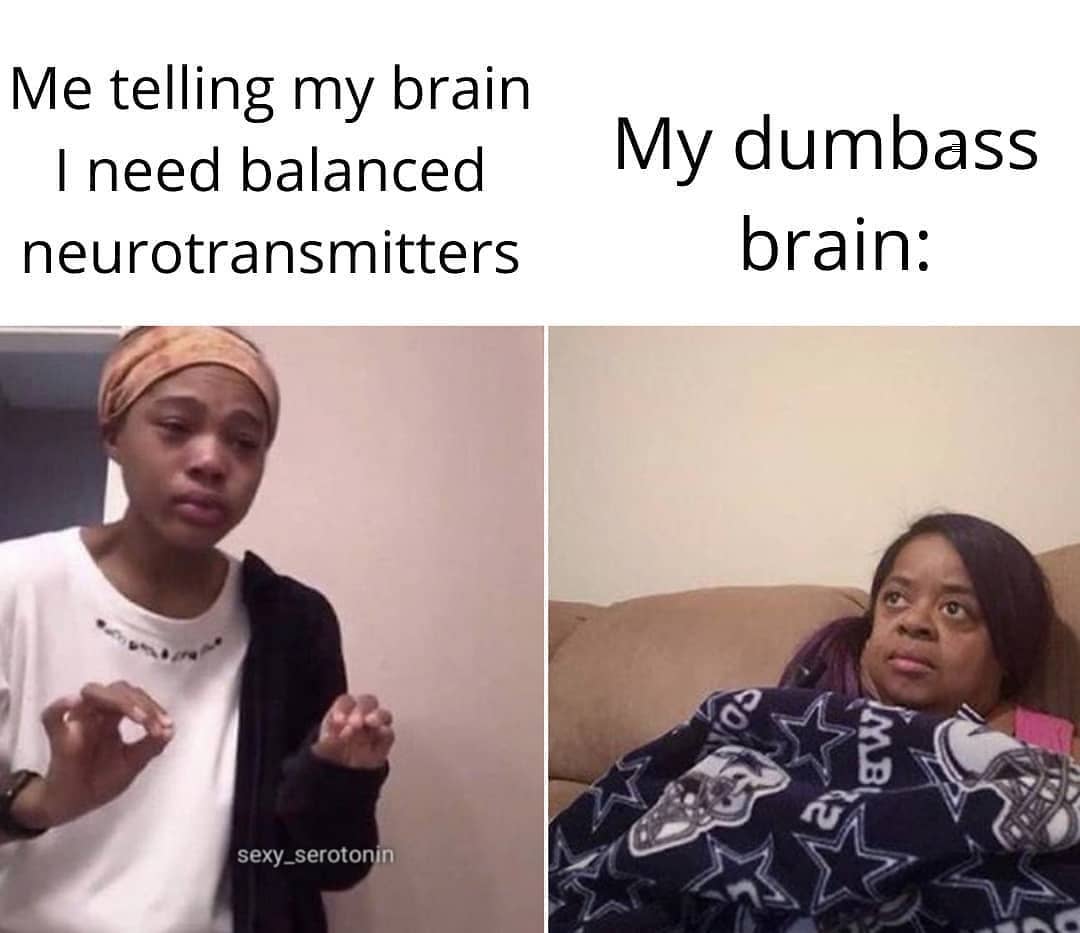 Me telling my brain
I need balanced
neurotransmitters
My dumbass
brain:
sexy_serotonin